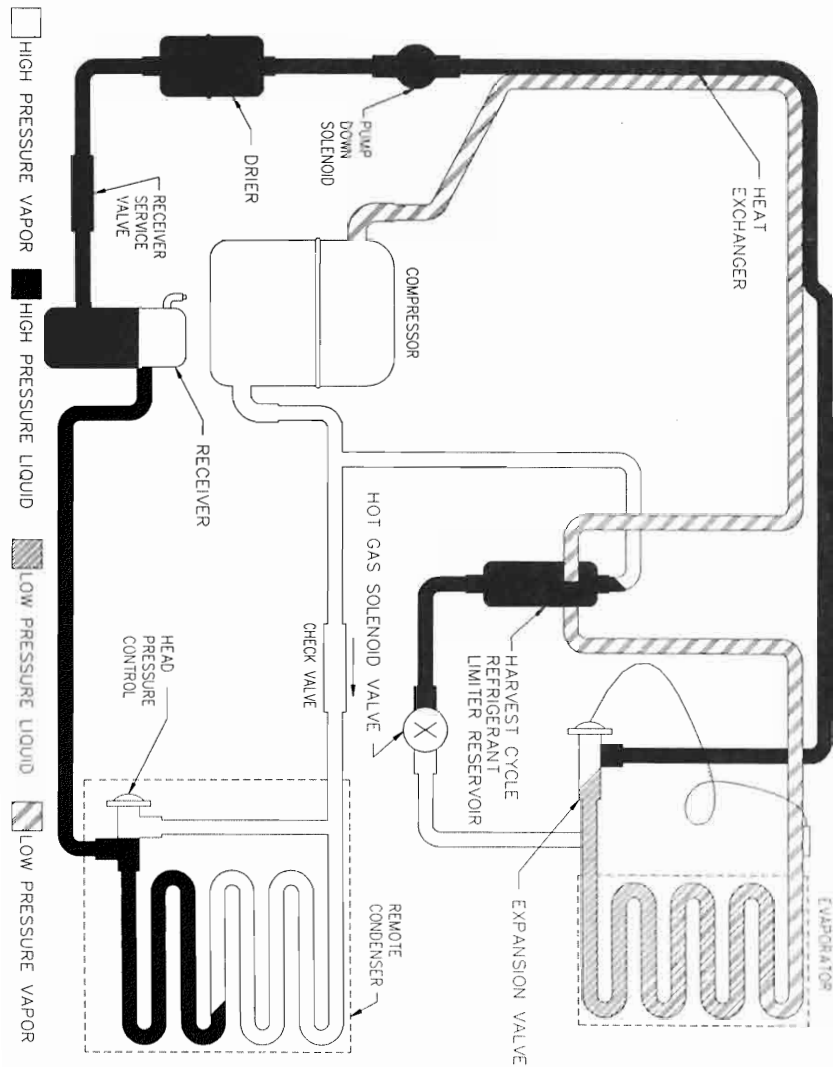 HEAT
EXCHANGER
PUMP
DOWN
SOLENOID
DRIER
RECEIVER
SERVICE
VALVE
COMPRESSOR
RECEIVER
HOT GAS SOLENOID VALVE
HARVEST CYCLE
REFRIGERANT
LIMITER RESERVOIR
CHECK VALVE
HEAD
PRESSURE
CONTROL
EXPANSION VALVE
EVAPORATOR
REMOTE
CONDENSER
HIGH PRESSURE VAPOR
HIGH PRESSURE LIQUID
LOW PRESSURE LIQUID
LOW PRESSURE VAPOR